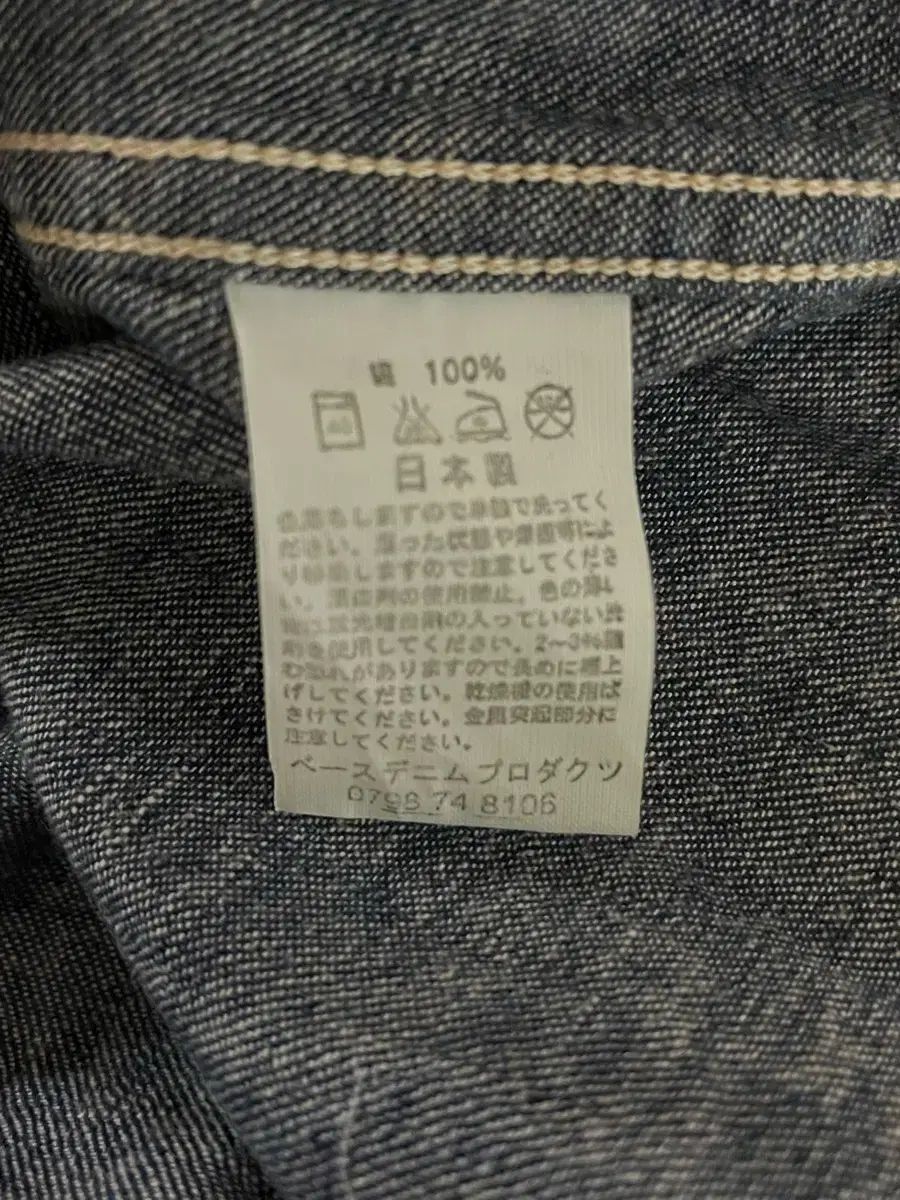 綿 100%
日本製
色落ちしますので単独で洗ってく
ださい。湿った状態や摩擦等によ
り移染しますので注意してくださ
い。漂白剤の使用禁止。色の薄い
物は蛍光増白剤の入っていない洗
剤を使用してください。2〜3%縮
む恐れがありますので長めに裾上
げしてください。乾燥機の使用は
さけてください。金属突起部分に
注意してください。
ベースデニムプロダクツ
74 8106